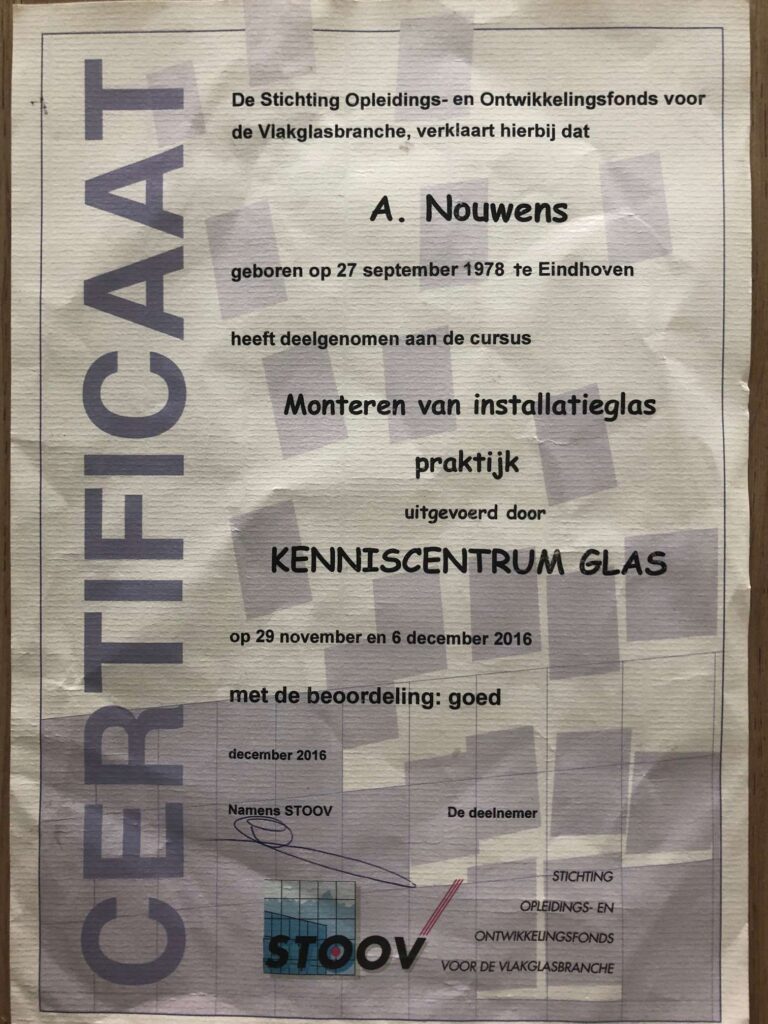 CERTIFICAAT
De Stichting Opleidings- en Ontwikkelingsfonds voor
de Vlakglasbranche, verklaart hierbij dat
A. Nouwens
geboren op 27 september 1978 te Eindhoven
heeft deelgenomen aan de cursus
Monteren van installatieglas
praktijk
uitgevoerd door
KENNISCENTRUM GLAS
op 29 november en 6 december 2016
met de beoordeling: goed
december 2016
Namens STOOV
De deelnemer
STOOV
STICHTING
OPLEIDINGS- EN
ONTWIKKELINGSFONDS
VOOR DE VLAKGLASBRANCHE